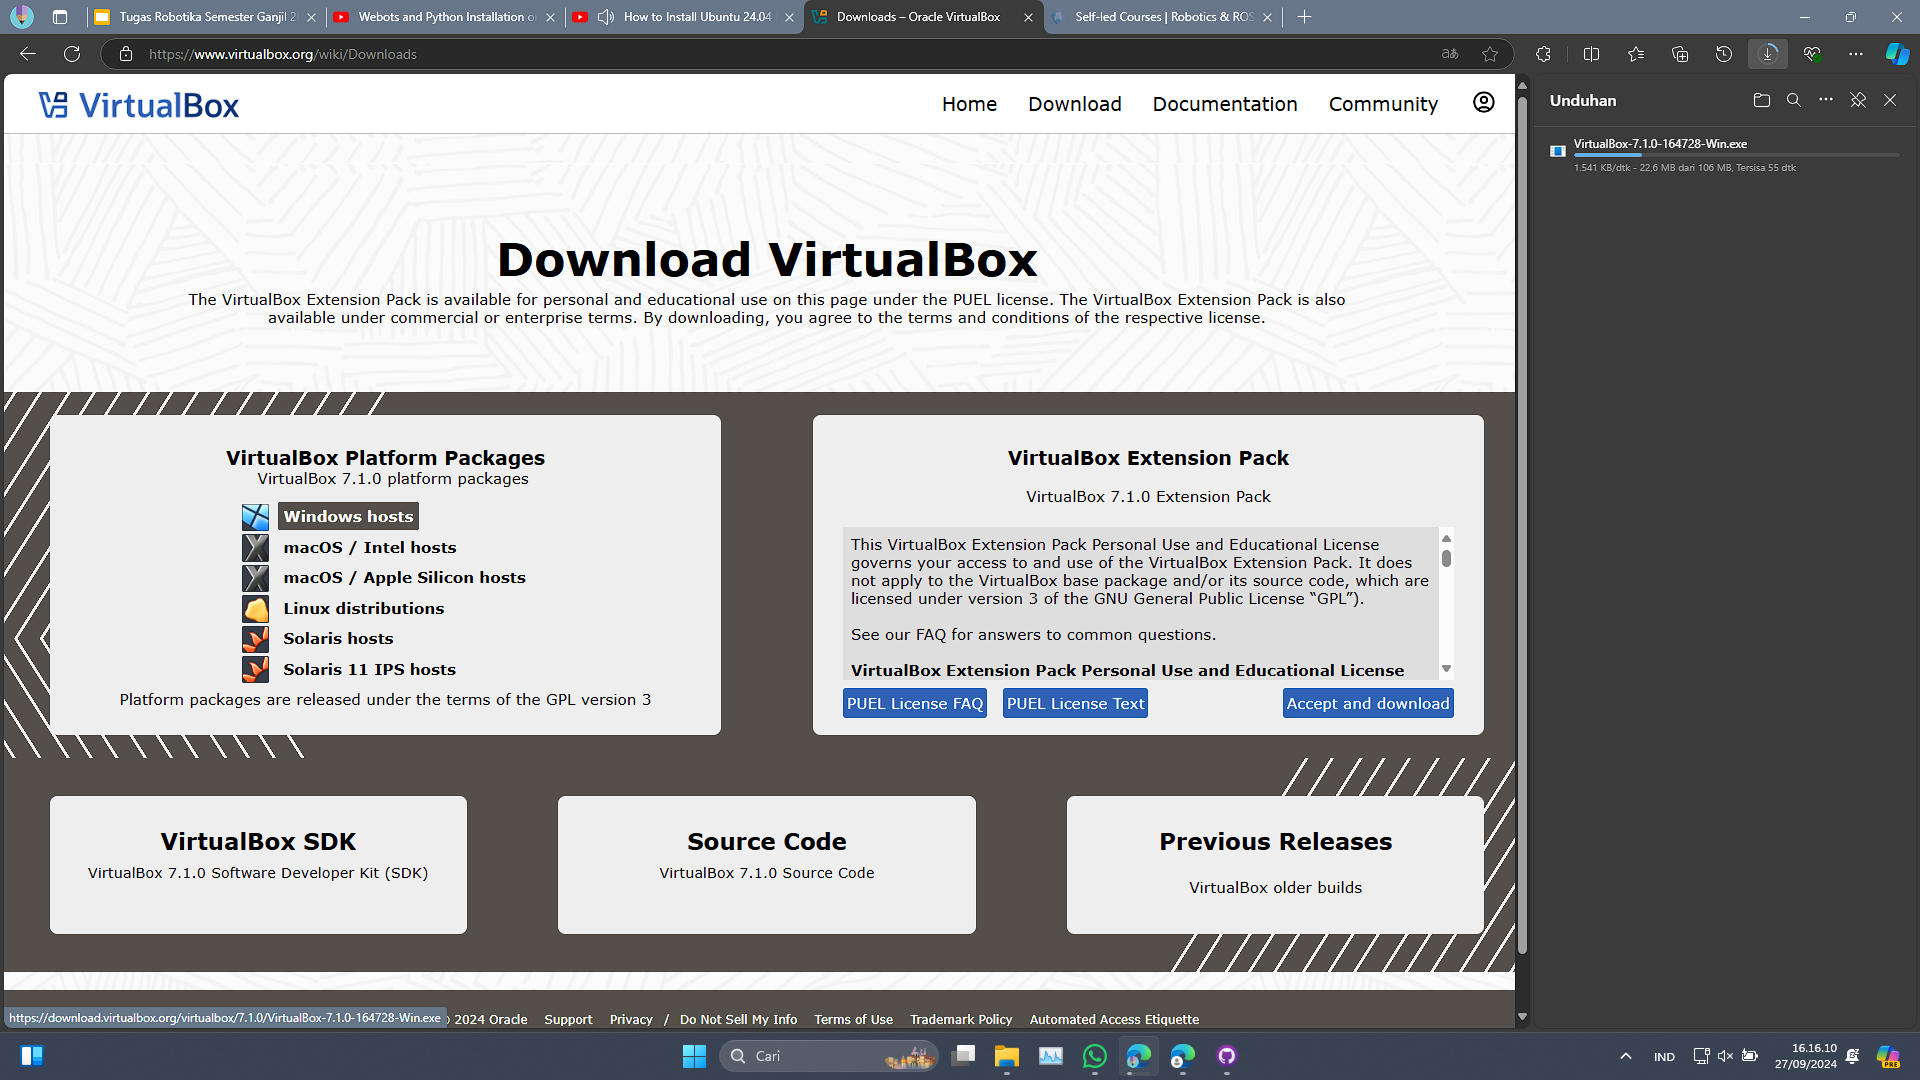 Tugas Robotika Semester Ganjil 2
Webots and Python Installation o
How to Install Ubuntu 24.04
Downloads – Oracle VirtualBox
Self-led Courses | Robotics & ROS
https://www.virtualbox.org/wiki/Downloads
VirtualBox
Home
Download
Documentation
Community
Unduhan
VirtualBox-7.1.0-164728-Win.exe
1.541 KB/dtk - 22,6 MB dari 106 MB, Tersisa 55 dtk
Download VirtualBox
The VirtualBox Extension Pack is available for personal and educational use on this page under the PUEL license. The VirtualBox Extension Pack is also
available under commercial or enterprise terms. By downloading, you agree to the terms and conditions of the respective license.
VirtualBox Platform Packages
VirtualBox 7.1.0 platform packages
Windows hosts
macOS / Intel hosts
macOS / Apple Silicon hosts
Linux distributions
Solaris hosts
Solaris 11 IPS hosts
Platform packages are released under the terms of the GPL version 3
VirtualBox Extension Pack
VirtualBox 7.1.0 Extension Pack
This VirtualBox Extension Pack Personal Use and Educational License
governs your access to and use of the VirtualBox Extension Pack. It does
not apply to the VirtualBox base package and/or its source code, which are
licensed under version 3 of the GNU General Public License “GPL”).
See our FAQ for answers to common questions.
VirtualBox Extension Pack Personal Use and Educational License
PUEL License FAQ
PUEL License Text
Accept and download
VirtualBox SDK
VirtualBox 7.1.0 Software Developer Kit (SDK)
Source Code
VirtualBox 7.1.0 Source Code
Previous Releases
VirtualBox older builds
https://download.virtualbox.org/virtualbox/7.1.0/VirtualBox-7.1.0-164728-Win.exe
2024 Oracle
Support
Privacy
/
Do Not Sell My Info
Terms of Use
Trademark Policy
Automated Access Etiquette
Cari
IND
16.16.10
27/09/2024
PRE